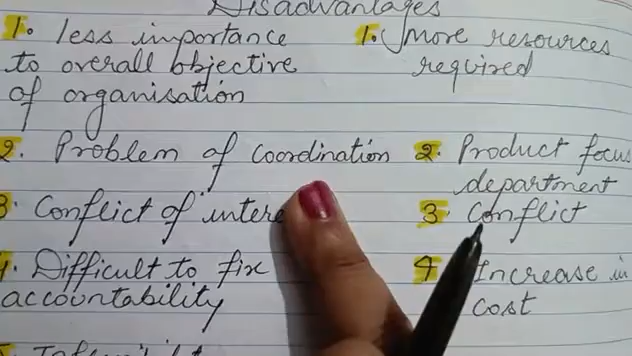 Disadvantages
1. less importance
to overall objective
of organisation
2. Problem of coordination
3. Conflict of
4. Difficult to fix
accountability
5.
1. more resources
required
2. Product focus
department
3. Conflict
4 Increase in
cost